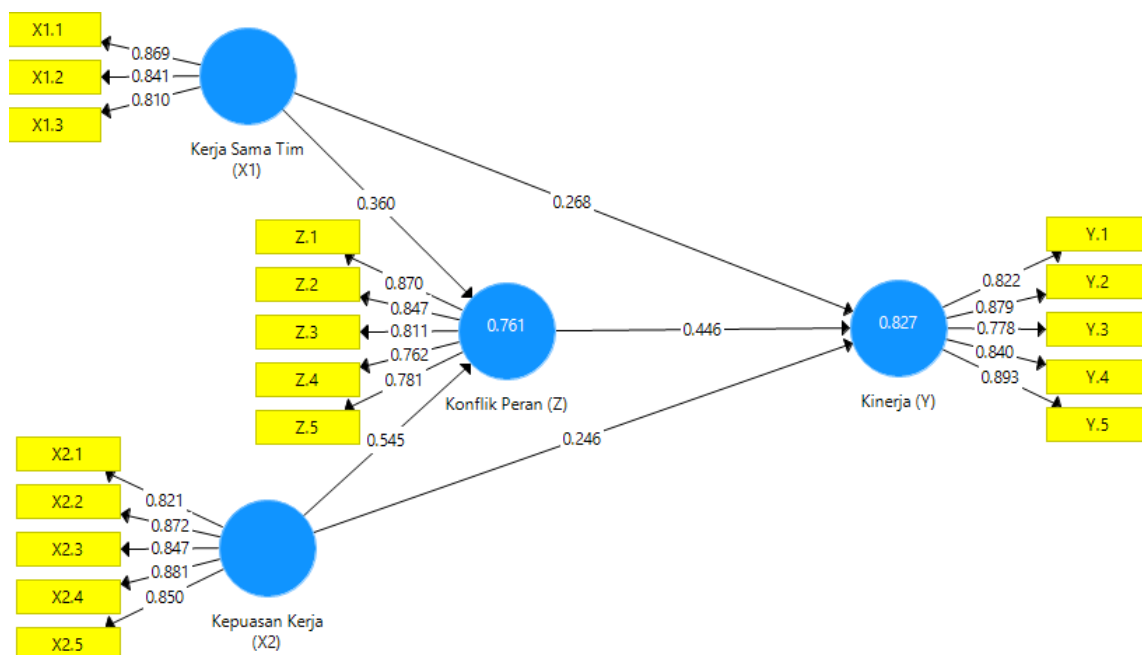 X1.1
X1.2
X1.3
0.869
0.841
0.810
Kerja Sama Tim
(X1)
0.360
0.268
Z.1
Z.2
Z.3
Z.4
Z.5
0.870
0.847
0.811
0.762
0.781
0.761
Konflik Peran (Z)
0.446
0.827
Kinerja (Y)
0.822
0.879
0.778
0.840
0.893
Y.1
Y.2
Y.3
Y.4
Y.5
0.545
0.246
X2.1
X2.2
X2.3
X2.4
X2.5
0.821
0.872
0.847
0.881
0.850
Kepuasan Kerja
(X2)